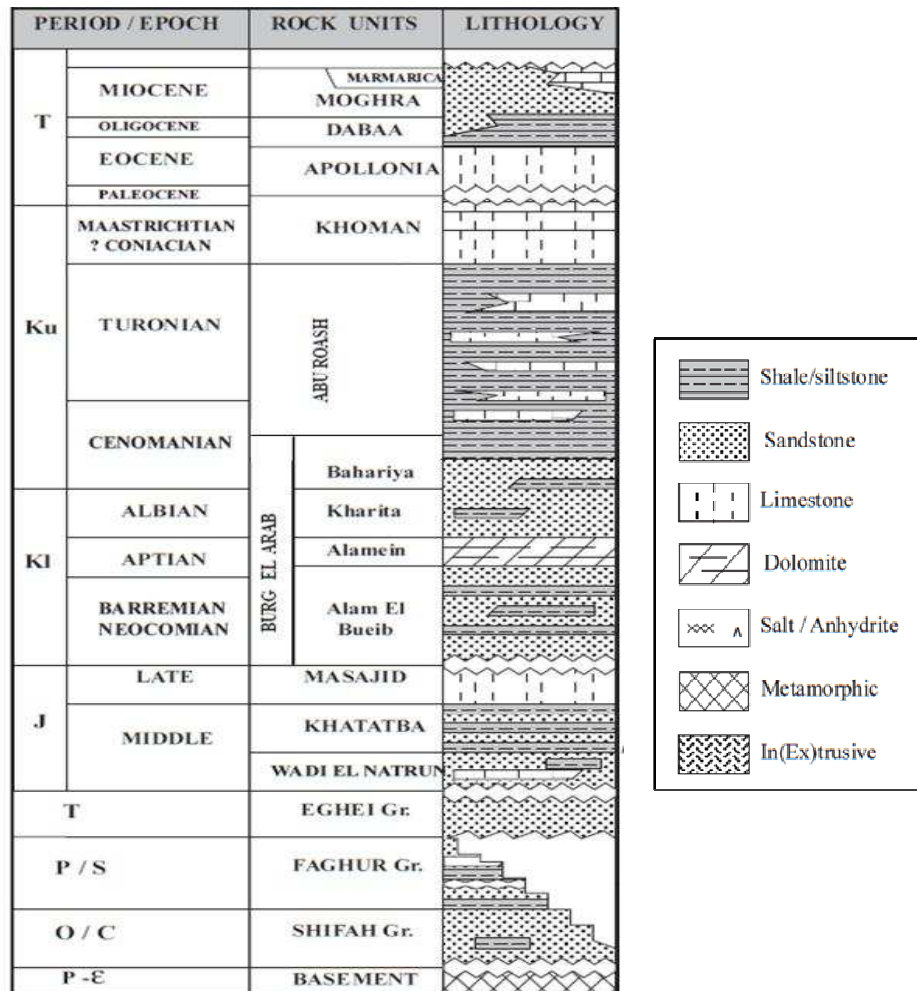 PERIOD / EPOCH ROCK UNITS LITHOLOGY
T
MIOCENE
OLIGOCENE
EOCENE
PALEOCENE
MARMARICA
MOGHRA
DABAA
APOLLONIA
Ku
MAASTRICHTIAN
? CONIACIAN
TURONIAN
CENOMANIAN
KHOMAN
ABU ROASH
Kl
ALBIAN
APTIAN
BARREMIAN
NEOCOMIAN
BURG EL ARAB
Bahariya
Kharita
Alamein
Alam El
Bueib
J
LATE
MIDDLE
MASAJID
KHATATBA
WADI EL NATRUN
T EGHEI Gr.
P / S FAGHUR Gr.
O / C SHIFAH Gr.
P -Ɛ BASEMENT
Shale/siltstone
Sandstone
Limestone
Dolomite
Salt / Anhydrite
Metamorphic
In(Ex)trusive